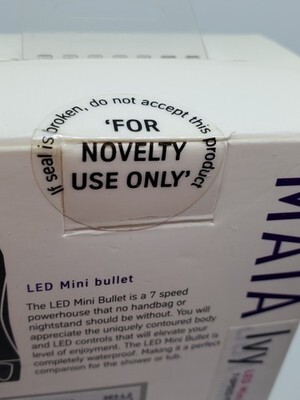 If seal is broken, do not accept this product
'FOR
NOVELTY
USE ONLY'
MAIA
Ivy
LED Mini bullet
The LED Mini Bullet is a 7 speed
powerhouse that no handbag or
nightstand should be without. You will
appreciate the uniquely contoured body
and LED controls that will elevate your
level of enjoyment. The LED Mini Bullet is
completely waterproof. Making is a perfect
companion for the shower or tub.